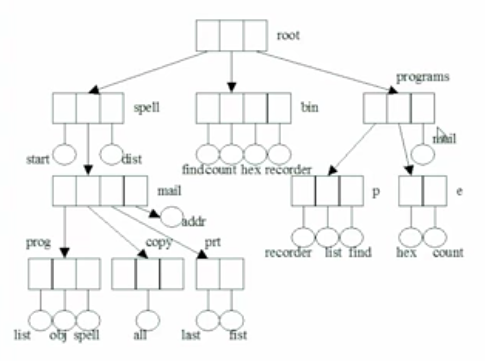 root
programs
spell
bin
mail
start
dist
find count hex recorder
mail
addr
p
e
prog
copy
prt
recorder list find
hex count
list obj spell
all
last fist